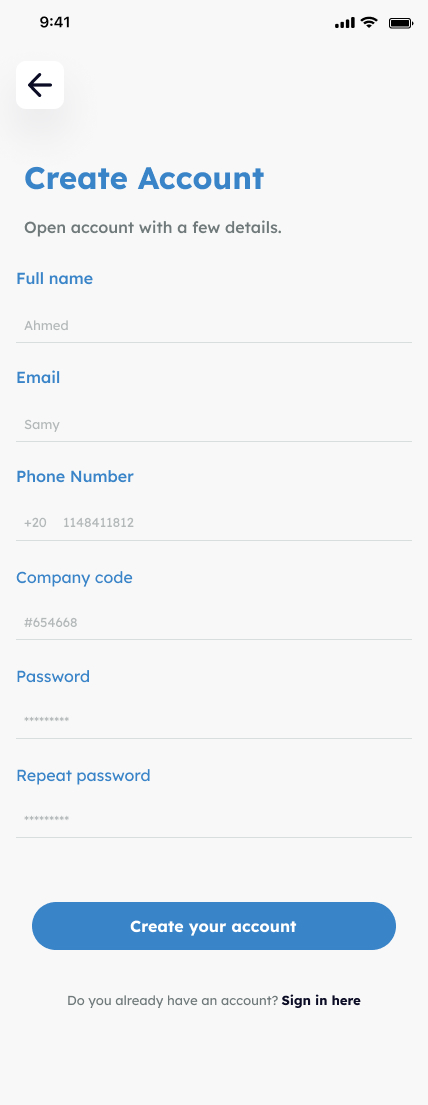 9:41
Create Account
Open account with a few details.
Full name
Ahmed
Email
Samy
Phone Number
+20 1148411812
Company code
#654668
Password
*********
Repeat password
*********
Create your account
Do you already have an account? Sign in here